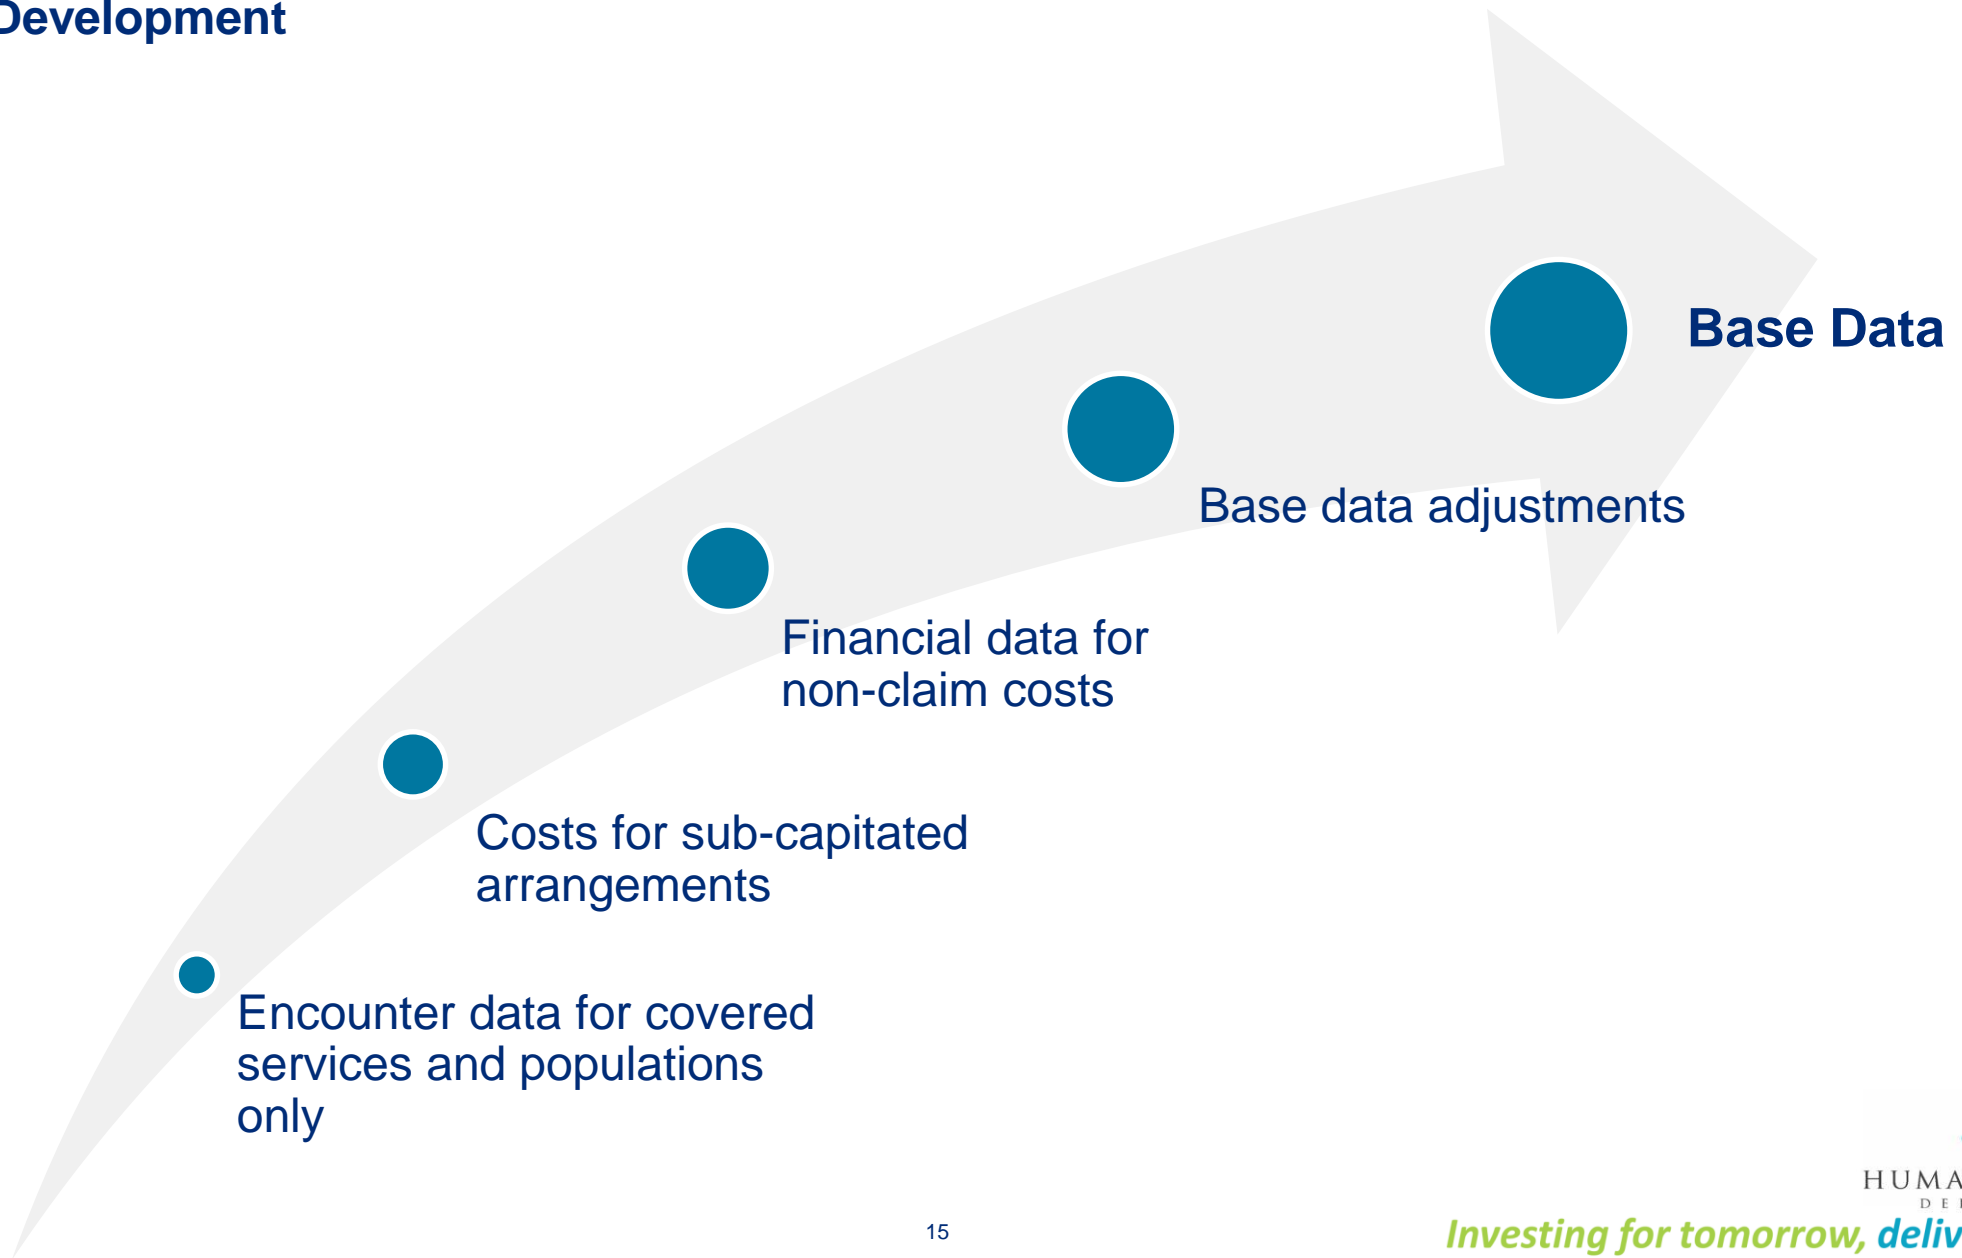 Development
Base Data
Base data adjustments
Financial data for
non-claim costs
Costs for sub-capitated
arrangements
Encounter data for covered
services and populations
only
15
Investing for tomorrow,